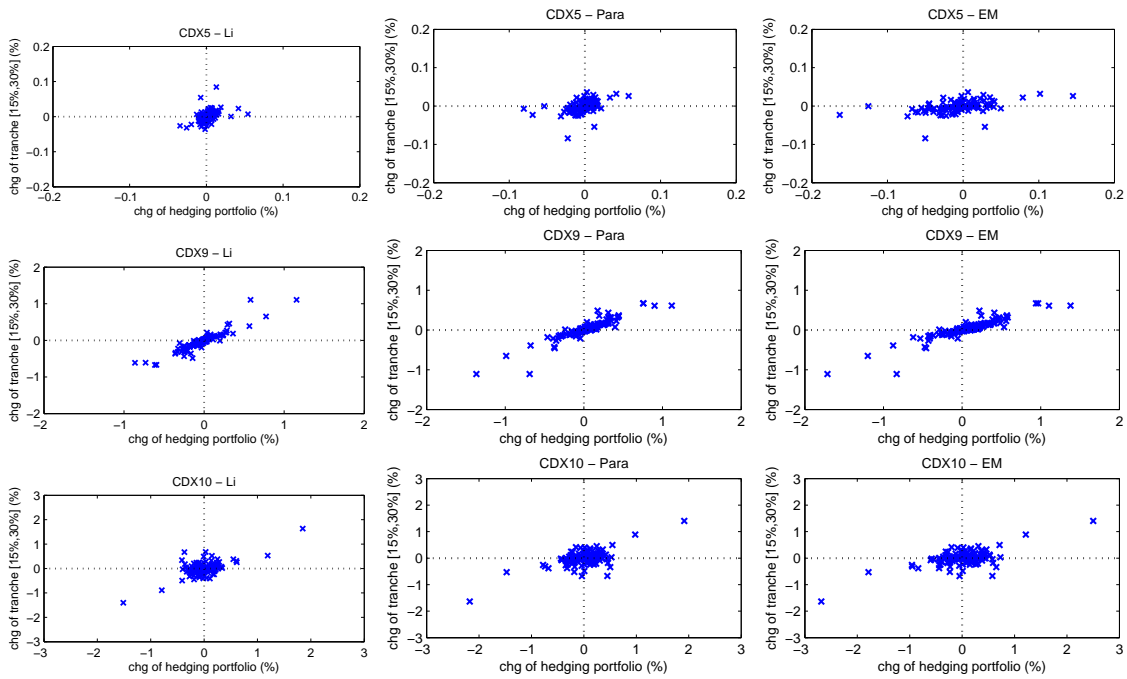 CDX5 − Li
chg of tranche [15%,30%] (%)
0.2
0.1
0
−0.1
−0.2
−0.2 −0.1 0 0.1 0.2
chg of hedging portfolio (%)
CDX5 − Para
chg of tranche [15%,30%] (%)
0.2
0.1
0
−0.1
−0.2
−0.2 −0.1 0 0.1 0.2
chg of hedging portfolio (%)
CDX5 − EM
chg of tranche [15%,30%] (%)
0.2
0.1
0
−0.1
−0.2
−0.2 −0.1 0 0.1 0.2
chg of hedging portfolio (%)
CDX9 − Li
chg of tranche [15%,30%] (%)
2
1
0
−1
−2
−2 −1 0 1 2
chg of hedging portfolio (%)
CDX9 − Para
chg of tranche [15%,30%] (%)
2
1
0
−1
−2
−2 −1 0 1 2
chg of hedging portfolio (%)
CDX9 − EM
chg of tranche [15%,30%] (%)
2
1
0
−1
−2
−2 −1 0 1 2
chg of hedging portfolio (%)
CDX10 − Li
chg of tranche [15%,30%] (%)
3
2
1
0
−1
−2
−3
−3 −2 −1 0 1 2 3
chg of hedging portfolio (%)
CDX10 − Para
chg of tranche [15%,30%] (%)
3
2
1
0
−1
−2
−3
−3 −2 −1 0 1 2 3
chg of hedging portfolio (%)
CDX10 − EM
chg of tranche [15%,30%] (%)
3
2
1
0
−1
−2
−3
−3 −2 −1 0 1 2 3
chg of hedging portfolio (%)